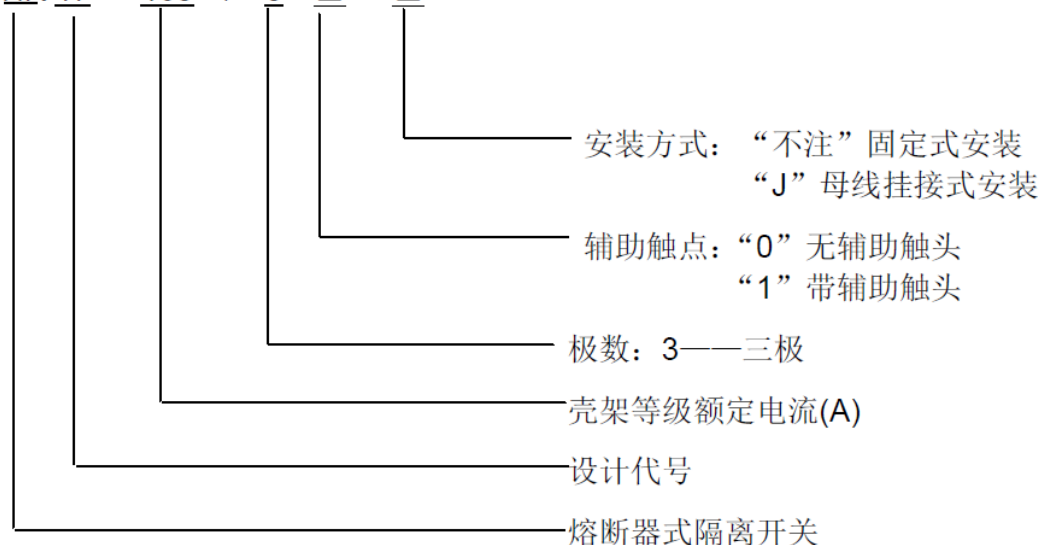 安装方式：“不注”固定式安装
“J”母线挂接式安装
辅助触点：“0”无辅助触头
“1”带辅助触头
极数：3——三极
壳架等级额定电流(A)
设计代号
熔断器式隔离开关